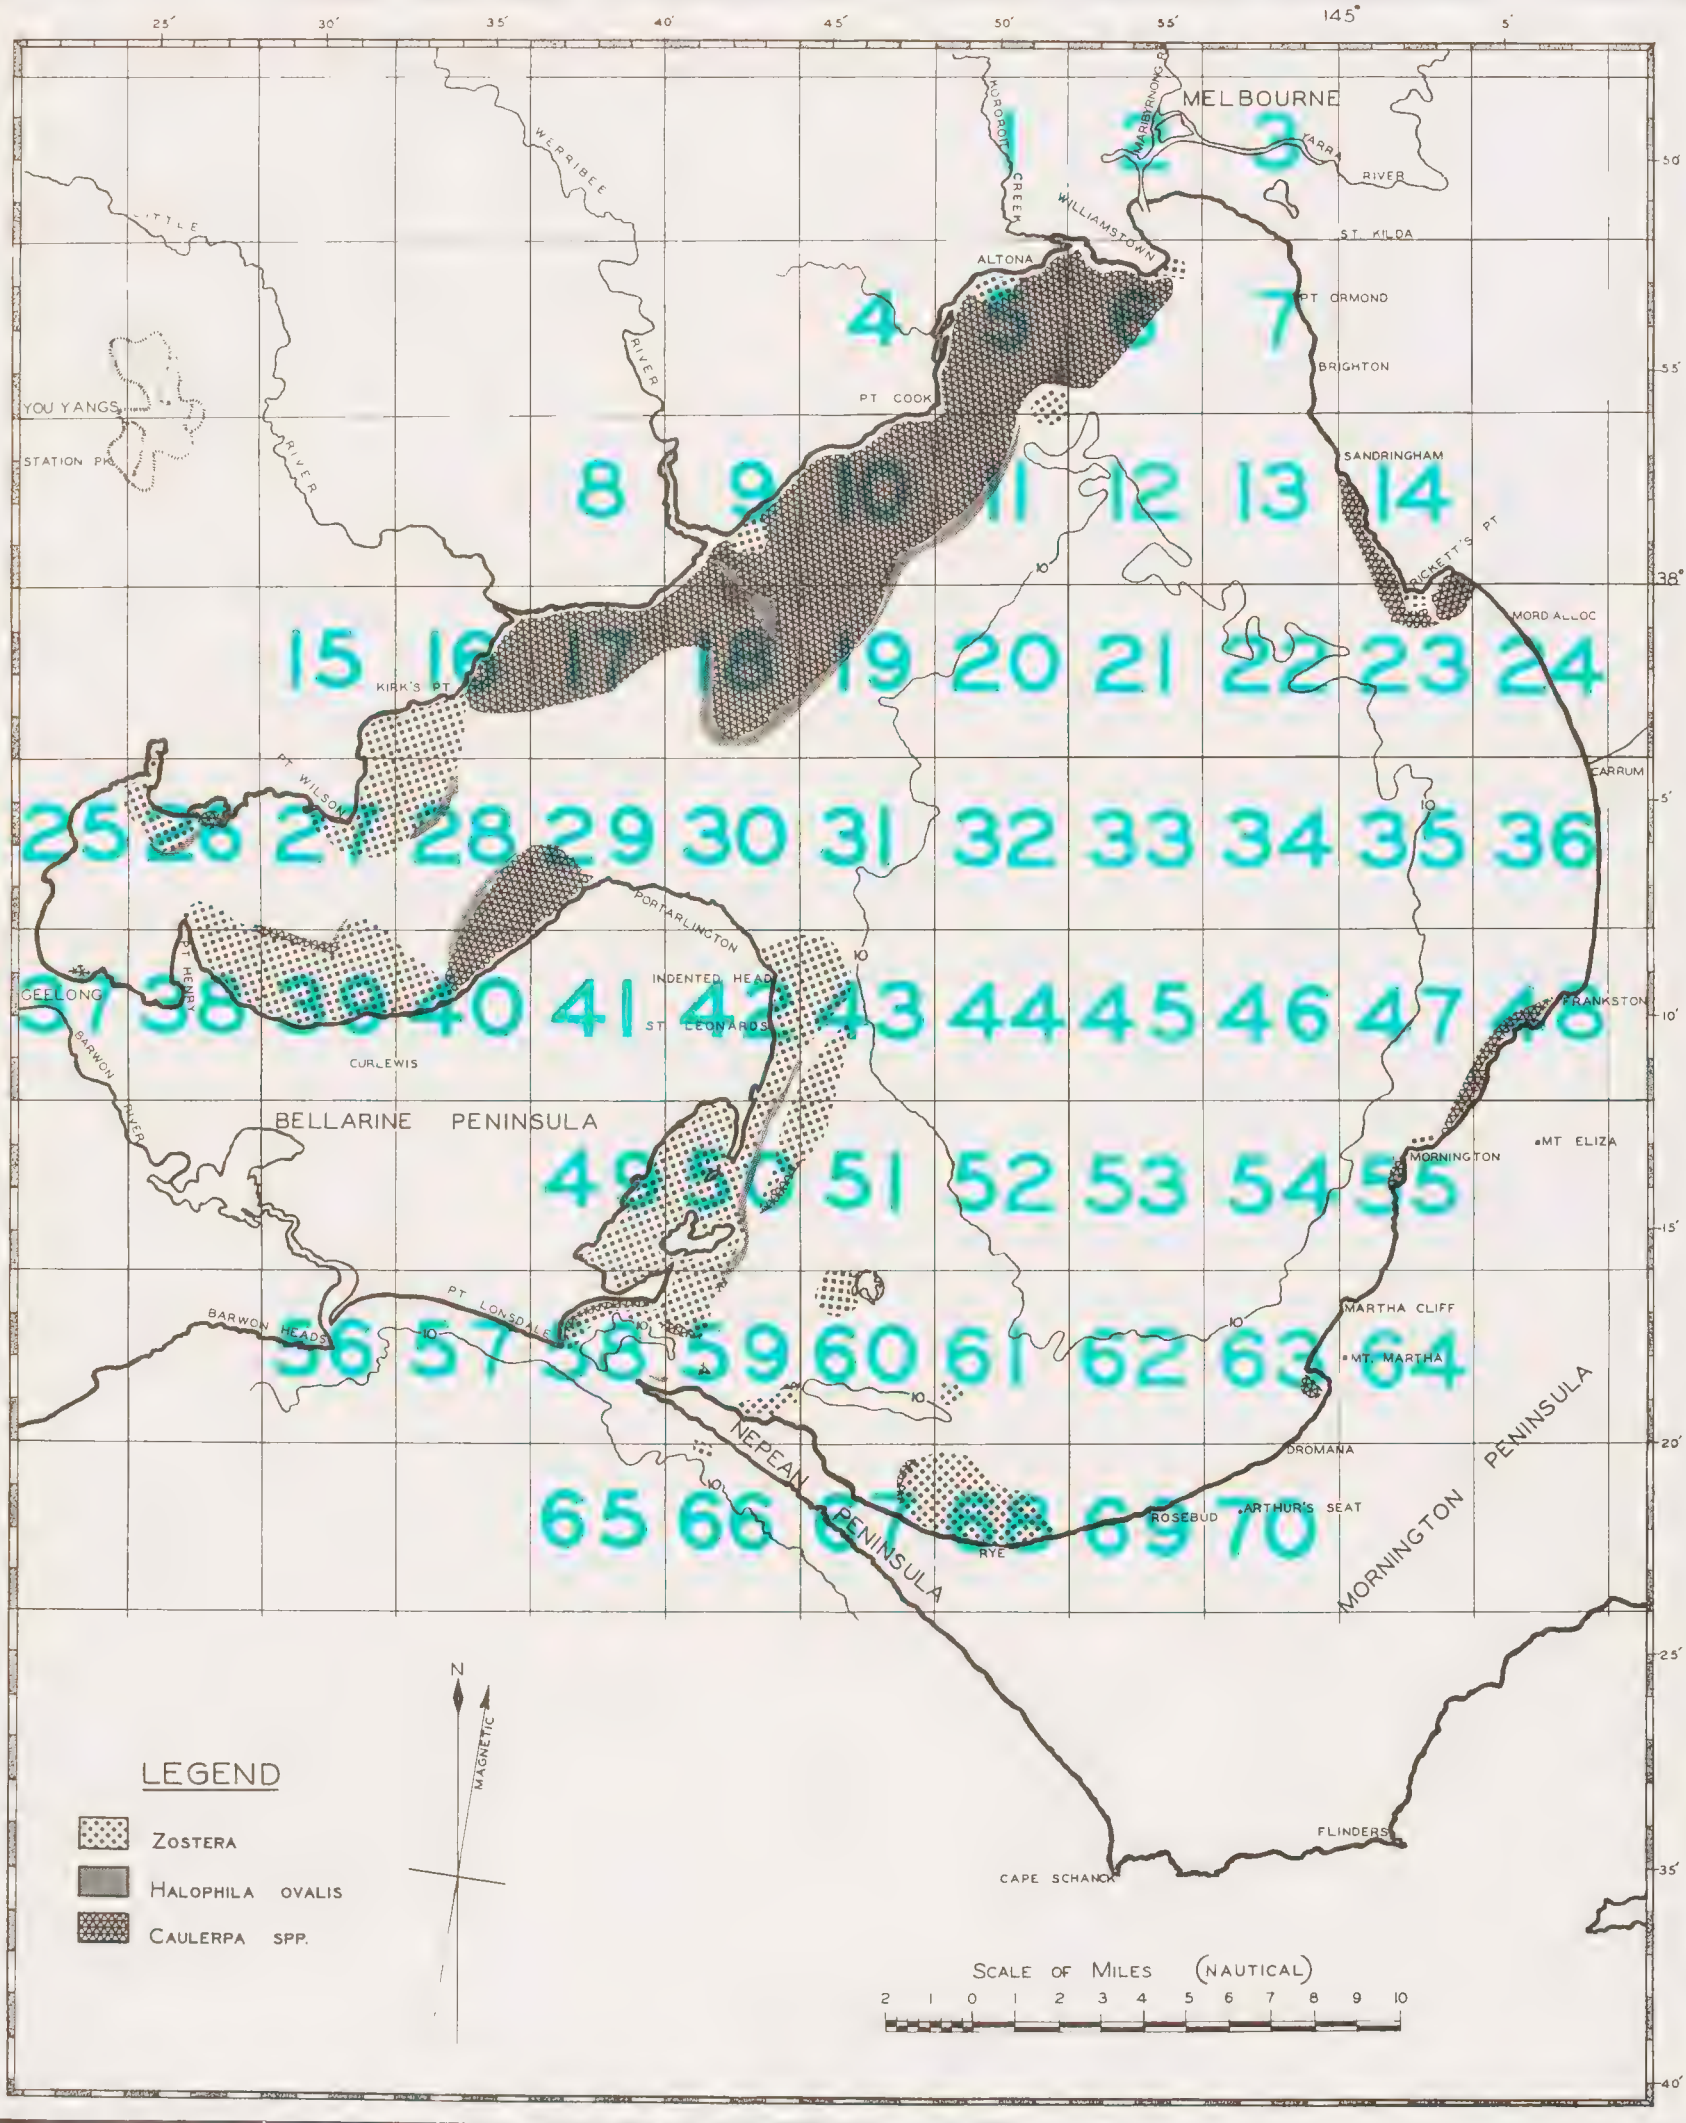 25' 30' 35' 40' 45' 50' 55' 145° 5'
MELBOURNE
KOROROIT CREEK
MARIBYRNONG R
1 2 3
YARRA RIVER
50'
WERRIBEE RIVER
LITTLE RIVER
WILLIAMSTOWN
ST. KILDA
ALTONA
4 5 6 7
PT ORMOND
BRIGHTON
55'
YOU YANGS
PT COOK
STATION PK
SANDRINGHAM
8 9 10 11 12 13 14
RICKETT'S PT
10
38°
MORDIALLOC
15 16 17 18 19 20 21 22 23 24
KIRK'S PT
PT WILSON
CARRUM
10
5'
25 26 27 28 29 30 31 32 33 34 35 36
PORTARLINGTON
PT HENRY
10
INDENTED HEAD
GEELONG
FRANKSTON
37 38 39 40 41 42 43 44 45 46 47 48
10'
ST LEONARDS
BARWON RIVER
CURLEWIS
BELLARINE PENINSULA
MT ELIZA
MORNINGTON
49 50 51 52 53 54 55
15'
PT LONSDALE
BARWON HEADS
MARTHA CLIFF
10 10 10
56 57 58 59 60 61 62 63 64
MT. MARTHA
10
NEPEAN PENINSULA
DROMANA
20'
MORNINGTON PENINSULA
10
65 66 67 68 69 70
ROSEBUD
ARTHUR'S SEAT
RYE
25'
N
MAGNETIC
LEGEND
ZOSTERA
HALOPHILA OVALIS
CAULERPA SPP.
FLINDERS
CAPE SCHANCK
35'
SCALE OF MILES (NAUTICAL)
2 1 0 1 2 3 4 5 6 7 8 9 10
40'